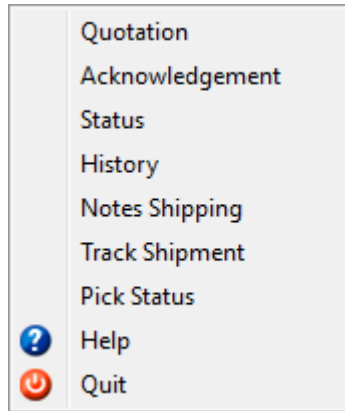 Quotation
Acknowledgement
Status
History
Notes Shipping
Track Shipment
Pick Status
Help
Quit